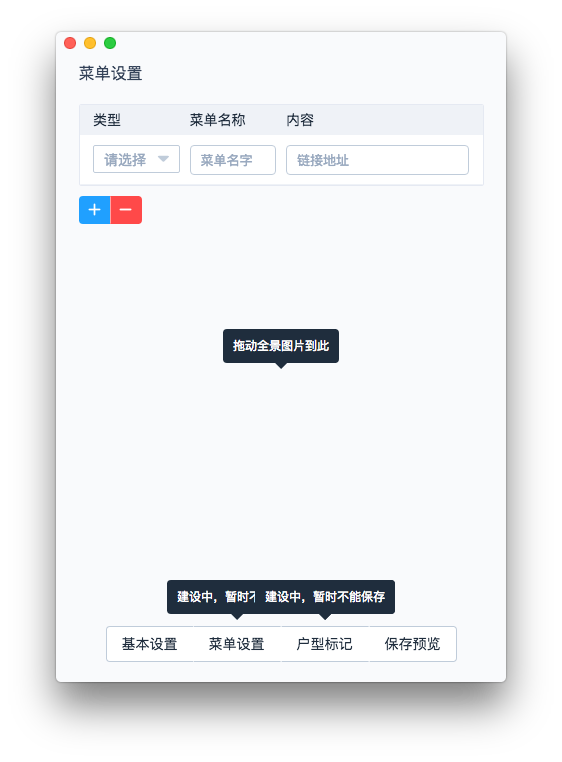 菜单设置
类型 菜单名称 内容
请选择 菜单名字 链接地址
拖动全景图片到此
建设中，暂时不 建设中，暂时不能保存
基本设置 菜单设置 户型标记 保存预览